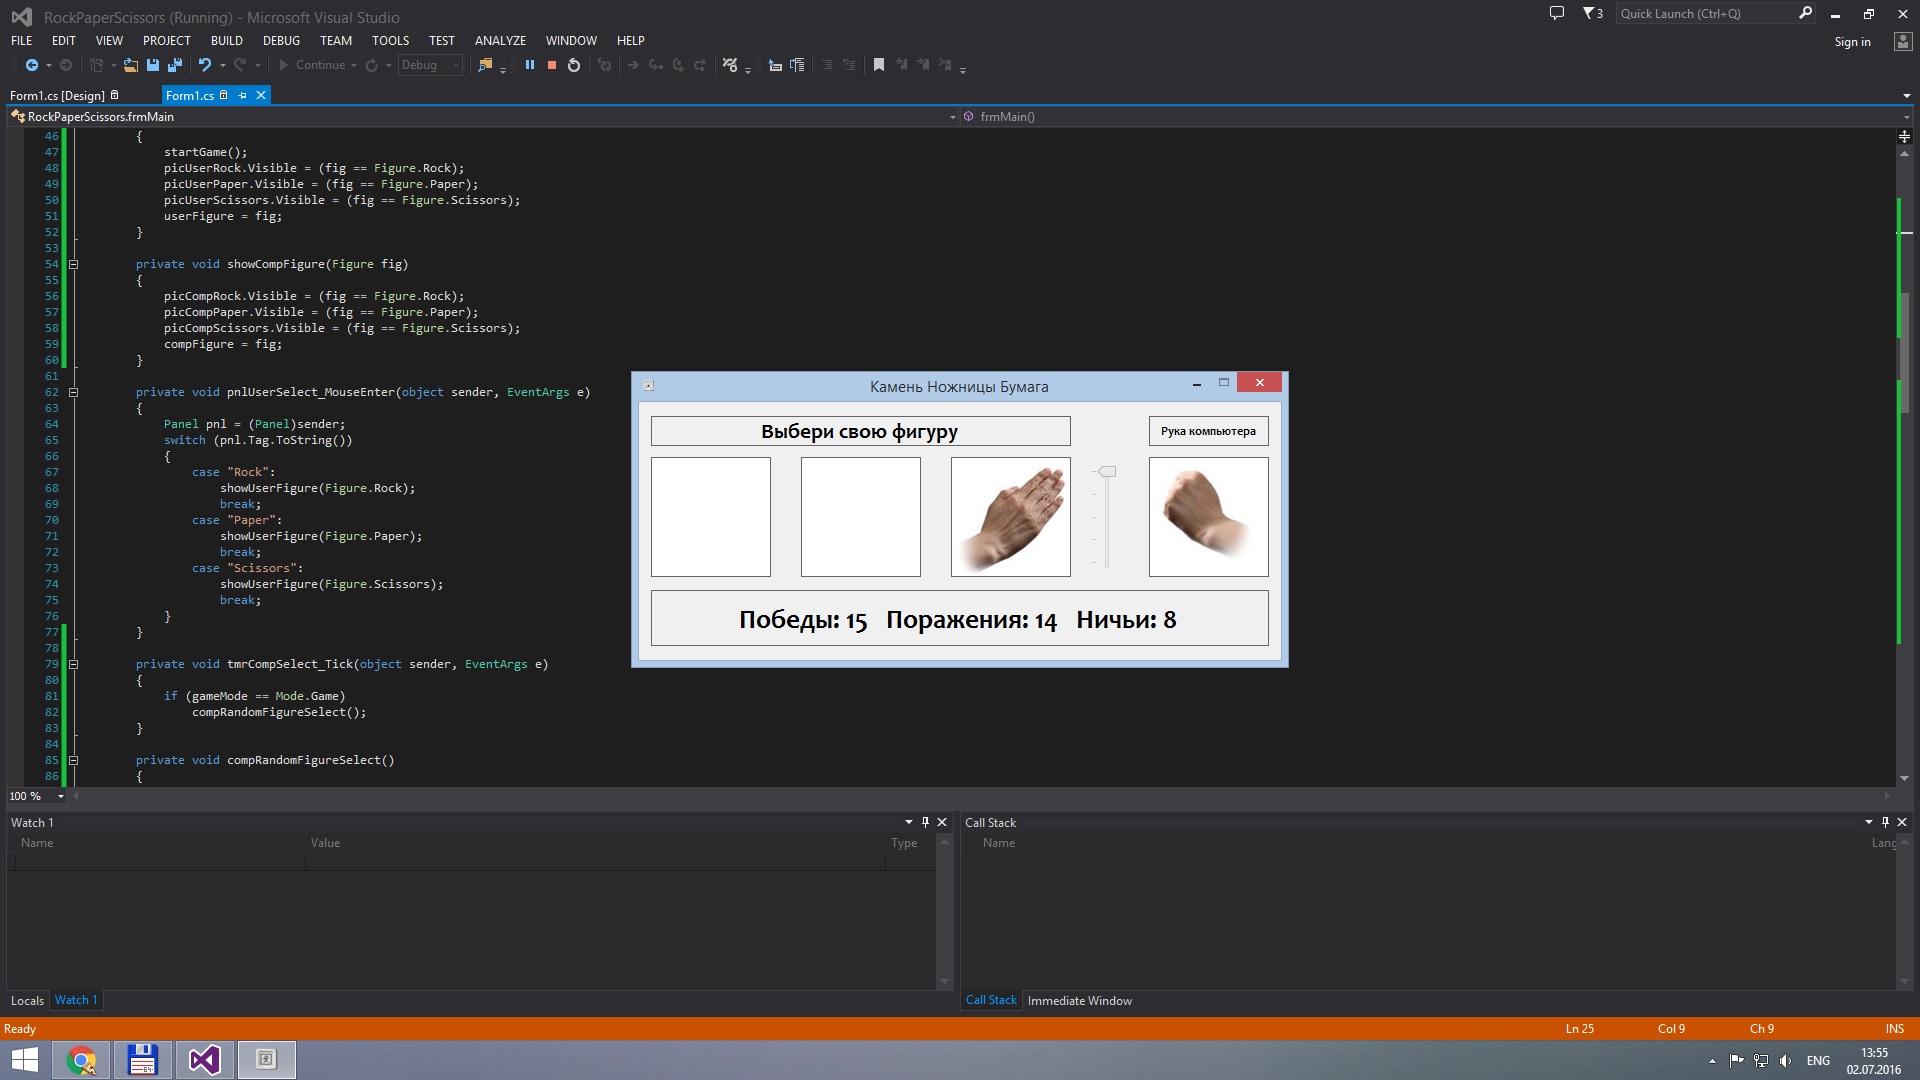 RockPaperScissors (Running) - Microsoft Visual Studio
3
Quick Launch (Ctrl+Q)
FILE EDIT VIEW PROJECT BUILD DEBUG TEAM TOOLS TEST ANALYZE WINDOW HELP
Sign in
Continue
Debug
Form1.cs [Design]
Form1.cs
RockPaperScissors.frmMain
frmMain()
46 {
47 startGame();
48 picUserRock.Visible = (fig == Figure.Rock);
49 picUserPaper.Visible = (fig == Figure.Paper);
50 picUserScissors.Visible = (fig == Figure.Scissors);
51 userFigure = fig;
52 }
53
54 private void showCompFigure(Figure fig)
55 {
56 picCompRock.Visible = (fig == Figure.Rock);
57 picCompPaper.Visible = (fig == Figure.Paper);
58 picCompScissors.Visible = (fig == Figure.Scissors);
59 compFigure = fig;
60 }
61
62 private void pnlUserSelect_MouseEnter(object sender, EventArgs e)
63 {
64 Panel pnl = (Panel)sender;
65 switch (pnl.Tag.ToString())
66 {
67 case "Rock":
68 showUserFigure(Figure.Rock);
69 break;
70 case "Paper":
71 showUserFigure(Figure.Paper);
72 break;
73 case "Scissors":
74 showUserFigure(Figure.Scissors);
75 break;
76 }
77 }
78
79 private void tmrCompSelect_Tick(object sender, EventArgs e)
80 {
81 if (gameMode == Mode.Game)
82 compRandomFigureSelect();
83 }
84
85 private void compRandomFigureSelect()
86 {
100 %
Камень Ножницы Бумага
Выбери свою фигуру
Рука компьютера
Победы: 15 Поражения: 14 Ничьи: 8
Watch 1
Name Value Type
Call Stack
Name Lang
Locals Watch 1
Call Stack Immediate Window
Ready
Ln 25 Col 9 Ch 9 INS
64
ENG
13:55
02.07.2016